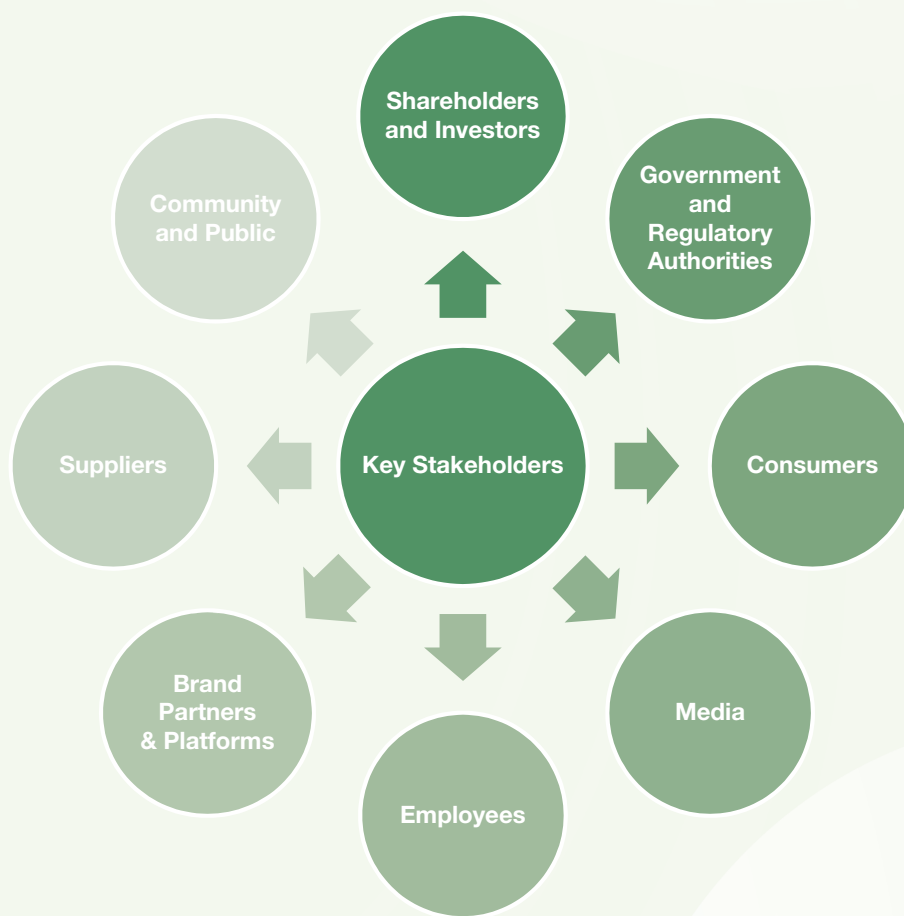 Shareholders
and Investors
Government
and
Regulatory
Authorities
Community
and Public
Suppliers
Key Stakeholders
Consumers
Brand
Partners
& Platforms
Media
Employees